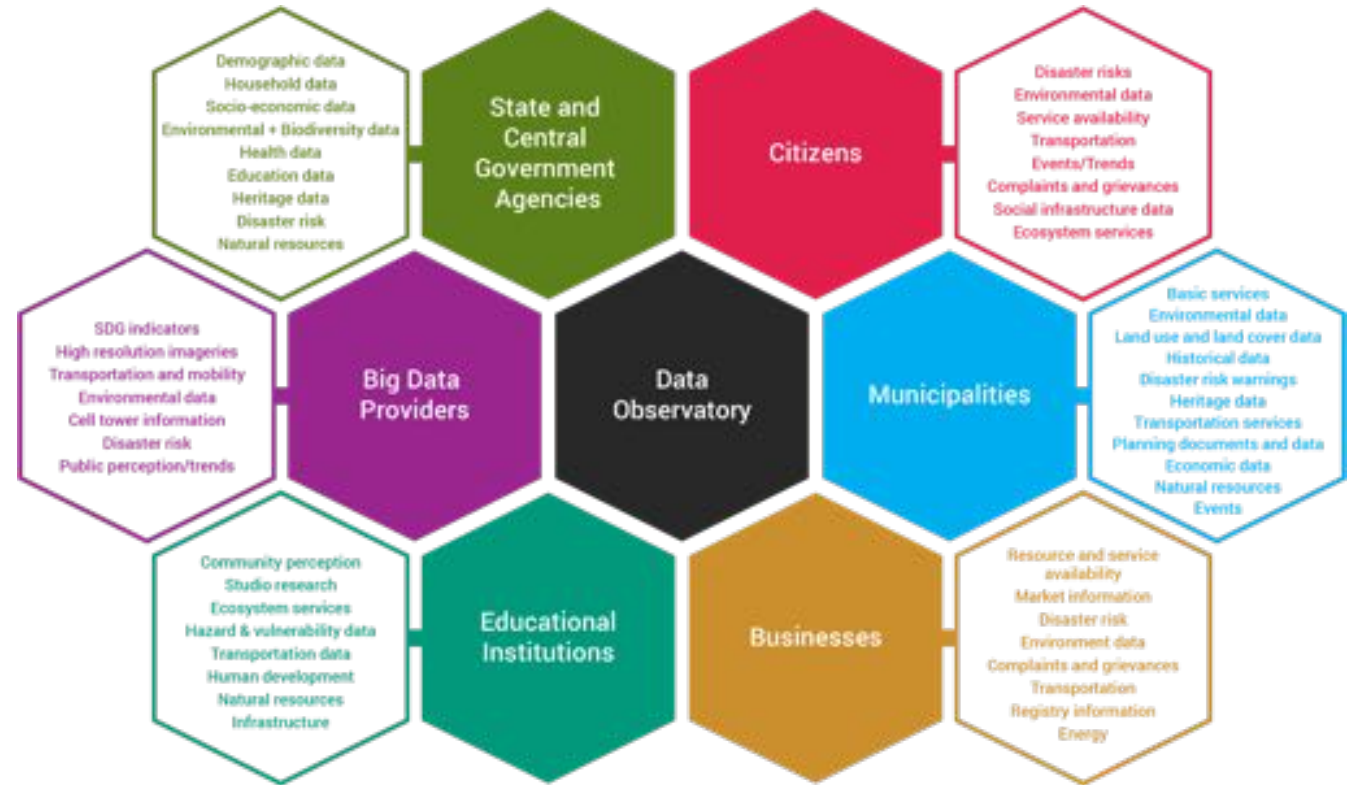 Demographic data
Household data
Socio-economic data
Environmental + Biodiversity data
Health data
Education data
Heritage data
Disaster risk
Natural resources
State and
Central
Government
Agencies
Citizens
Disaster risks
Environmental data
Service availability
Transportation
Events/Trends
Complaints and grievances
Social infrastructure data
Ecosystem services
SDG indicators
High resolution imageries
Transportation and mobility
Environmental data
Cell tower information
Disaster risk
Public perception/trends
Big Data
Providers
Data
Observatory
Municipalities
Basic services
Environmental data
Land use and land cover data
Historical data
Disaster risk warnings
Heritage data
Transportation services
Planning documents and data
Economic data
Natural resources
Events
Community perception
Studio research
Ecosystem services
Hazard & vulnerability data
Transportation data
Human development
Natural resources
Infrastructure
Educational
Institutions
Businesses
Resource and service
availability
Market information
Disaster risk
Environment data
Complaints and grievances
Transportation
Registry information
Energy